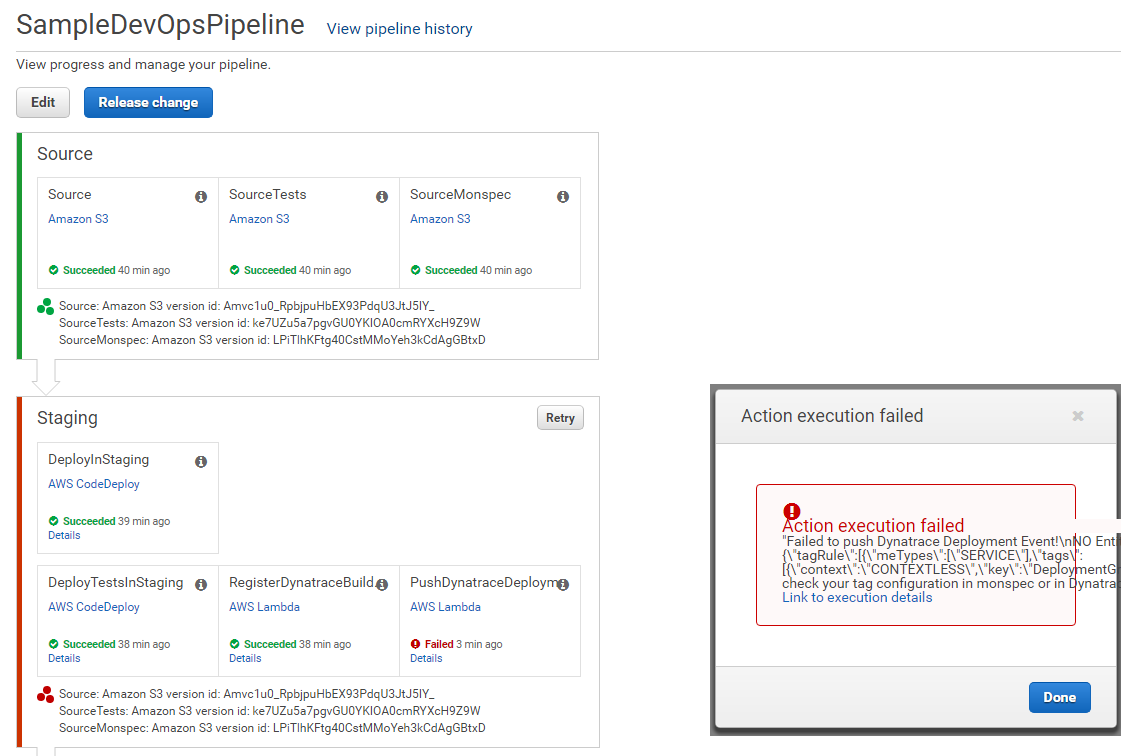 SampleDevOpsPipeline View pipeline history
View progress and manage your pipeline.
Edit Release change
Source
Source SourceTests SourceMonspec
Amazon S3 Amazon S3 Amazon S3
Succeeded 40 min ago Succeeded 40 min ago Succeeded 40 min ago
Source: Amazon S3 version id: Amvc1u0_RpbjpuHbEX93PdqU3JtJ5IY_
SourceTests: Amazon S3 version id: ke7UZu5a7pgvGU0YKIOA0cmRYXcH9Z9W
SourceMonspec: Amazon S3 version id: LPiTlhKFtg40CstMMoYeh3kCdAgGBtxD
Staging Retry
DeployInStaging
AWS CodeDeploy
Succeeded 39 min ago
Details
DeployTestsInStaging RegisterDynatraceBuild. PushDynatraceDeploym
AWS CodeDeploy AWS Lambda AWS Lambda
Succeeded 38 min ago Succeeded 38 min ago Failed 3 min ago
Details Details Details
Source: Amazon S3 version id: Amvc1u0_RpbjpuHbEX93PdqU3JtJ5IY_
SourceTests: Amazon S3 version id: ke7UZu5a7pgvGU0YKIOA0cmRYXcH9Z9W
SourceMonspec: Amazon S3 version id: LPiTlhKFtg40CstMMoYeh3kCdAgGBtxD
Action execution failed
Action execution failed
"Failed to push Dynatrace Deployment Event!\nNO Enti
{\"tagRule\":[{\"meTypes\":[\"SERVICE\"],\"tags\":
[{\"context\":\"CONTEXTLESS\",\"key\":\"DeploymentG
check your tag configuration in monspec or in Dynatra
Link to execution details
Done